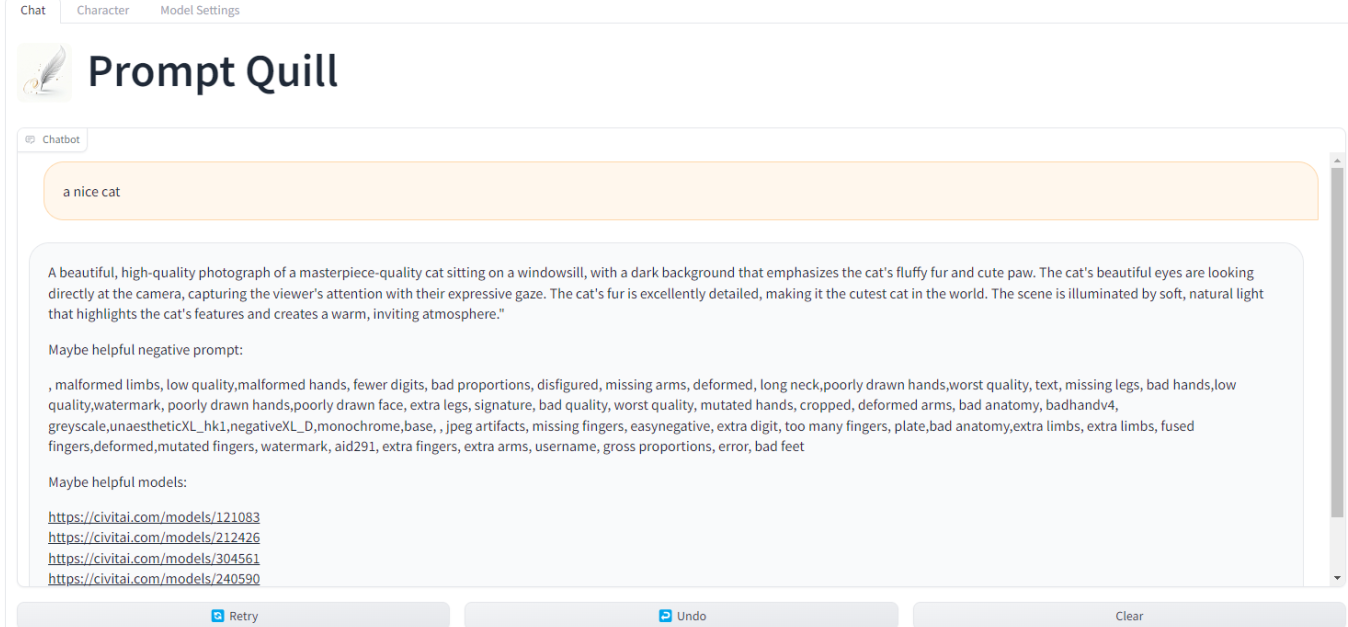 Chat Character Model Settings
Prompt Quill
Chatbot
a nice cat
A beautiful, high-quality photograph of a masterpiece-quality cat sitting on a windowsill, with a dark background that emphasizes the cat's fluffy fur and cute paw. The cat's beautiful eyes are looking
directly at the camera, capturing the viewer's attention with their expressive gaze. The cat's fur is excellently detailed, making it the cutest cat in the world. The scene is illuminated by soft, natural light
that highlights the cat's features and creates a warm, inviting atmosphere."
Maybe helpful negative prompt:
, malformed limbs, low quality,malformed hands, fewer digits, bad proportions, disfigured, missing arms, deformed, long neck,poorly drawn hands,worst quality, text, missing legs, bad hands,low
quality,watermark, poorly drawn hands,poorly drawn face, extra legs, signature, bad quality, worst quality, mutated hands, cropped, deformed arms, bad anatomy, badhandv4,
greyscale,unaestheticXL_hk1,negativeXL_D,monochrome,base, , jpeg artifacts, missing fingers, easynegative, extra digit, too many fingers, plate,bad anatomy,extra limbs, extra limbs, fused
fingers,deformed,mutated fingers, watermark, aid291, extra fingers, extra arms, username, gross proportions, error, bad feet
Maybe helpful models:
https://civitai.com/models/121083
https://civitai.com/models/212426
https://civitai.com/models/304561
https://civitai.com/models/240590
Retry Undo Clear